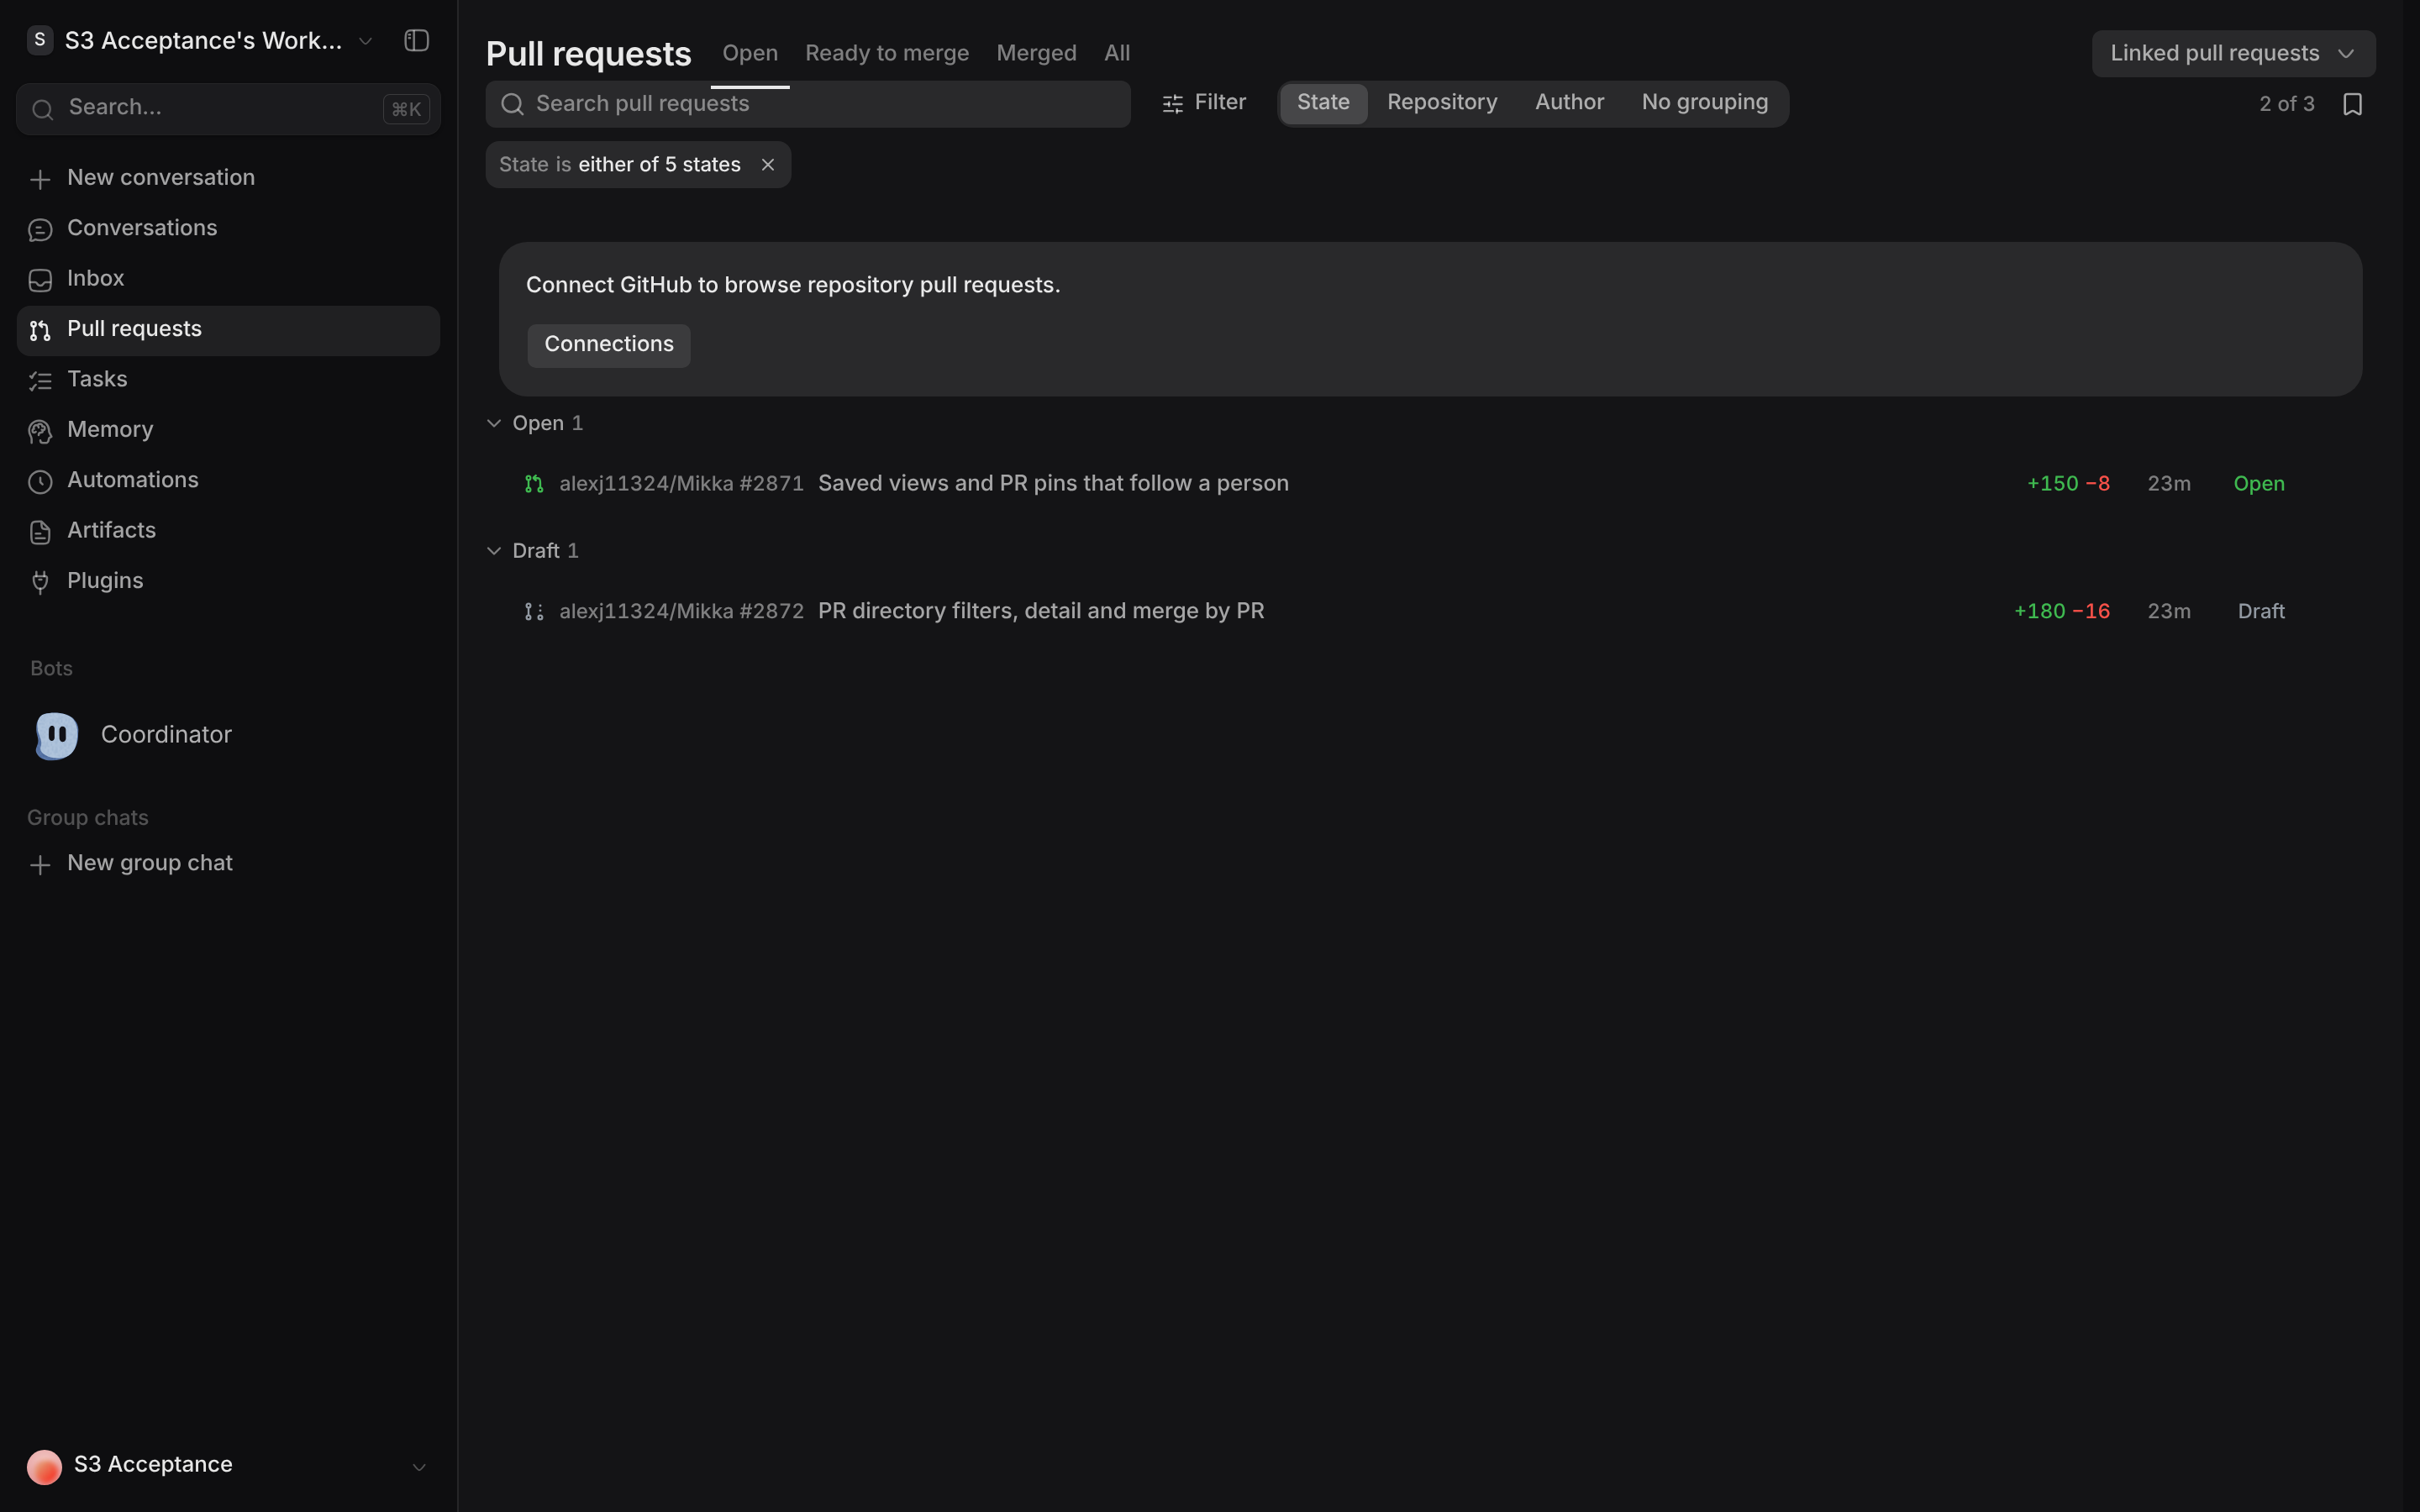 S S3 Acceptance's Work...
Search... ⌘K
New conversation
Conversations
Inbox
Pull requests
Tasks
Memory
Automations
Artifacts
Plugins
Bots
Coordinator
Group chats
New group chat
S3 Acceptance
Pull requests Open Ready to merge Merged All Linked pull requests
Search pull requests Filter State Repository Author No grouping 2 of 3
State is either of 5 states
Connect GitHub to browse repository pull requests.
Connections
Open 1
alexj11324/Mikka #2871 Saved views and PR pins that follow a person +150 −8 23m Open
Draft 1
alexj11324/Mikka #2872 PR directory filters, detail and merge by PR +180 −16 23m Draft